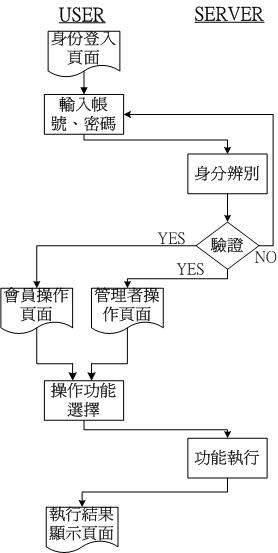 USER
SERVER
身份登入
頁面
輸入帳
號、密碼
身分辨別
驗證
YES
NO
YES
會員操作
頁面
管理者操
作頁面
操作功能
選擇
功能執行
執行結果
顯示頁面